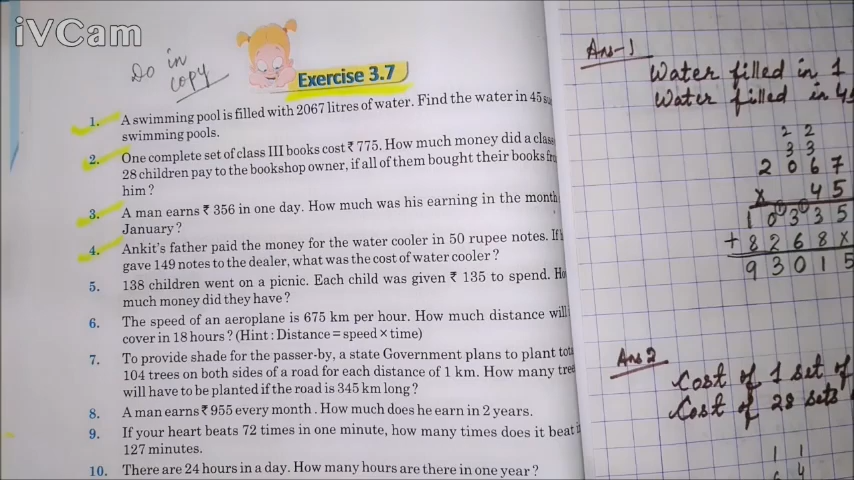 iVCam
Do in
copy
Exercise 3.7
1. A swimming pool is filled with 2067 litres of water. Find the water in 45 su
swimming pools.
2. One complete set of class III books cost ₹ 775. How much money did a class
28 children pay to the bookshop owner, if all of them bought their books fr
him?
3. A man earns ₹ 356 in one day. How much was his earning in the month
January?
4. Ankit's father paid the money for the water cooler in 50 rupee notes. If
gave 149 notes to the dealer, what was the cost of water cooler?
5. 138 children went on a picnic. Each child was given ₹ 135 to spend. Ho
much money did they have?
6. The speed of an aeroplane is 675 km per hour. How much distance will
cover in 18 hours? (Hint : Distance = speed × time)
7. To provide shade for the passer-by, a state Government plans to plant tota
104 trees on both sides of a road for each distance of 1 km. How many tree
will have to be planted if the road is 345 km long?
8. A man earns ₹ 955 every month. How much does he earn in 2 years.
9. If your heart beats 72 times in one minute, how many times does it beat i
127 minutes.
10. There are 24 hours in a day. How many hours are there in one year?
Ans-1
Water filled in 1
Water filled in 45
2 2
3 3
2 0 6 7
x 4 5
1 0 3 3 5
+ 8 2 6 8 x
9 3 0 1 5
Ans 2
Cost of 1 set of
Cost of 28 sets
1 1
6 4